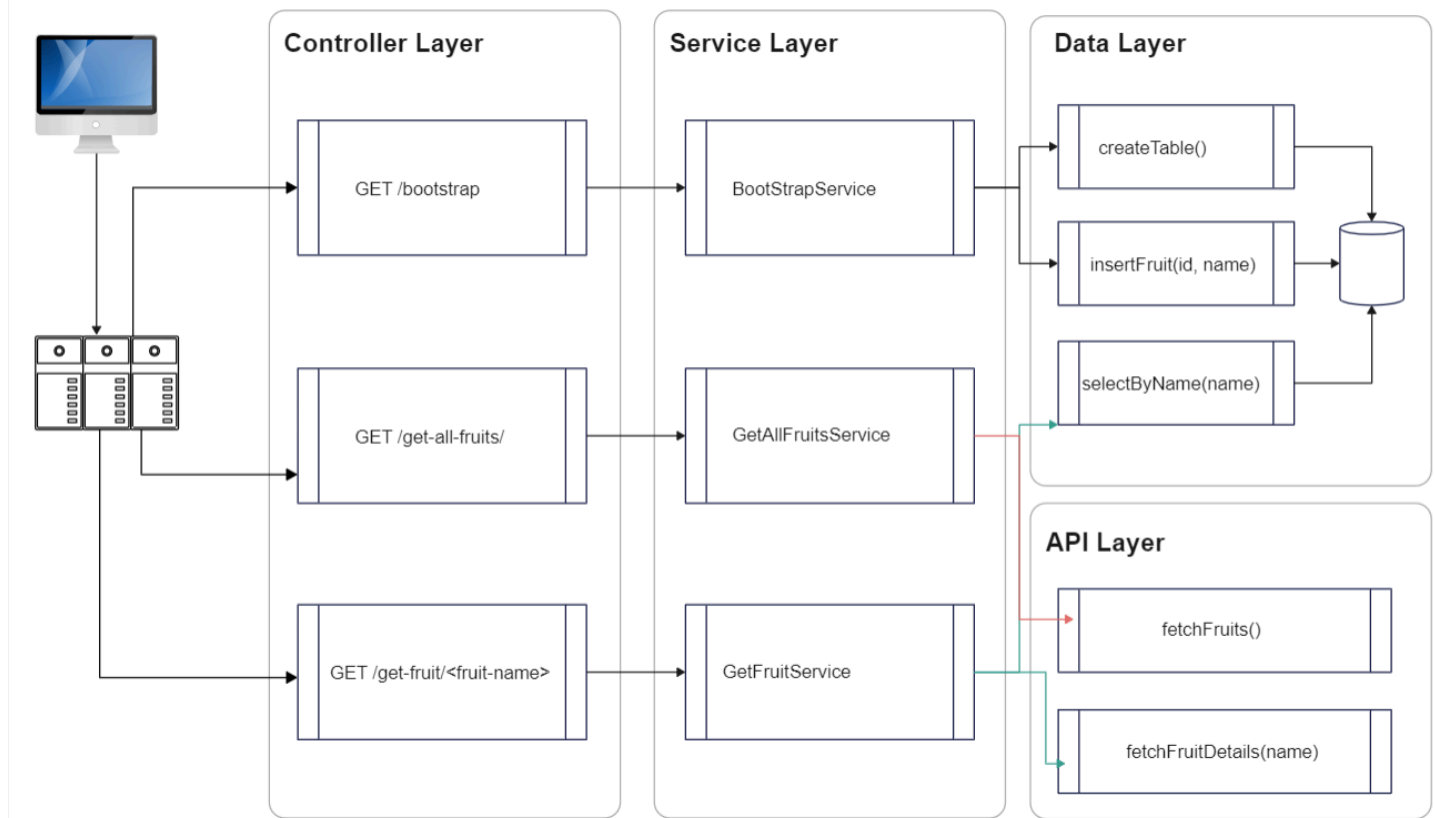 Controller Layer
Service Layer
Data Layer
GET /bootstrap
BootStrapService
createTable()
insertFruit(id, name)
selectByName(name)
GET /get-all-fruits/
GetAllFruitsService
API Layer
fetchFruits()
GET /get-fruit/<fruit-name>
GetFruitService
fetchFruitDetails(name)